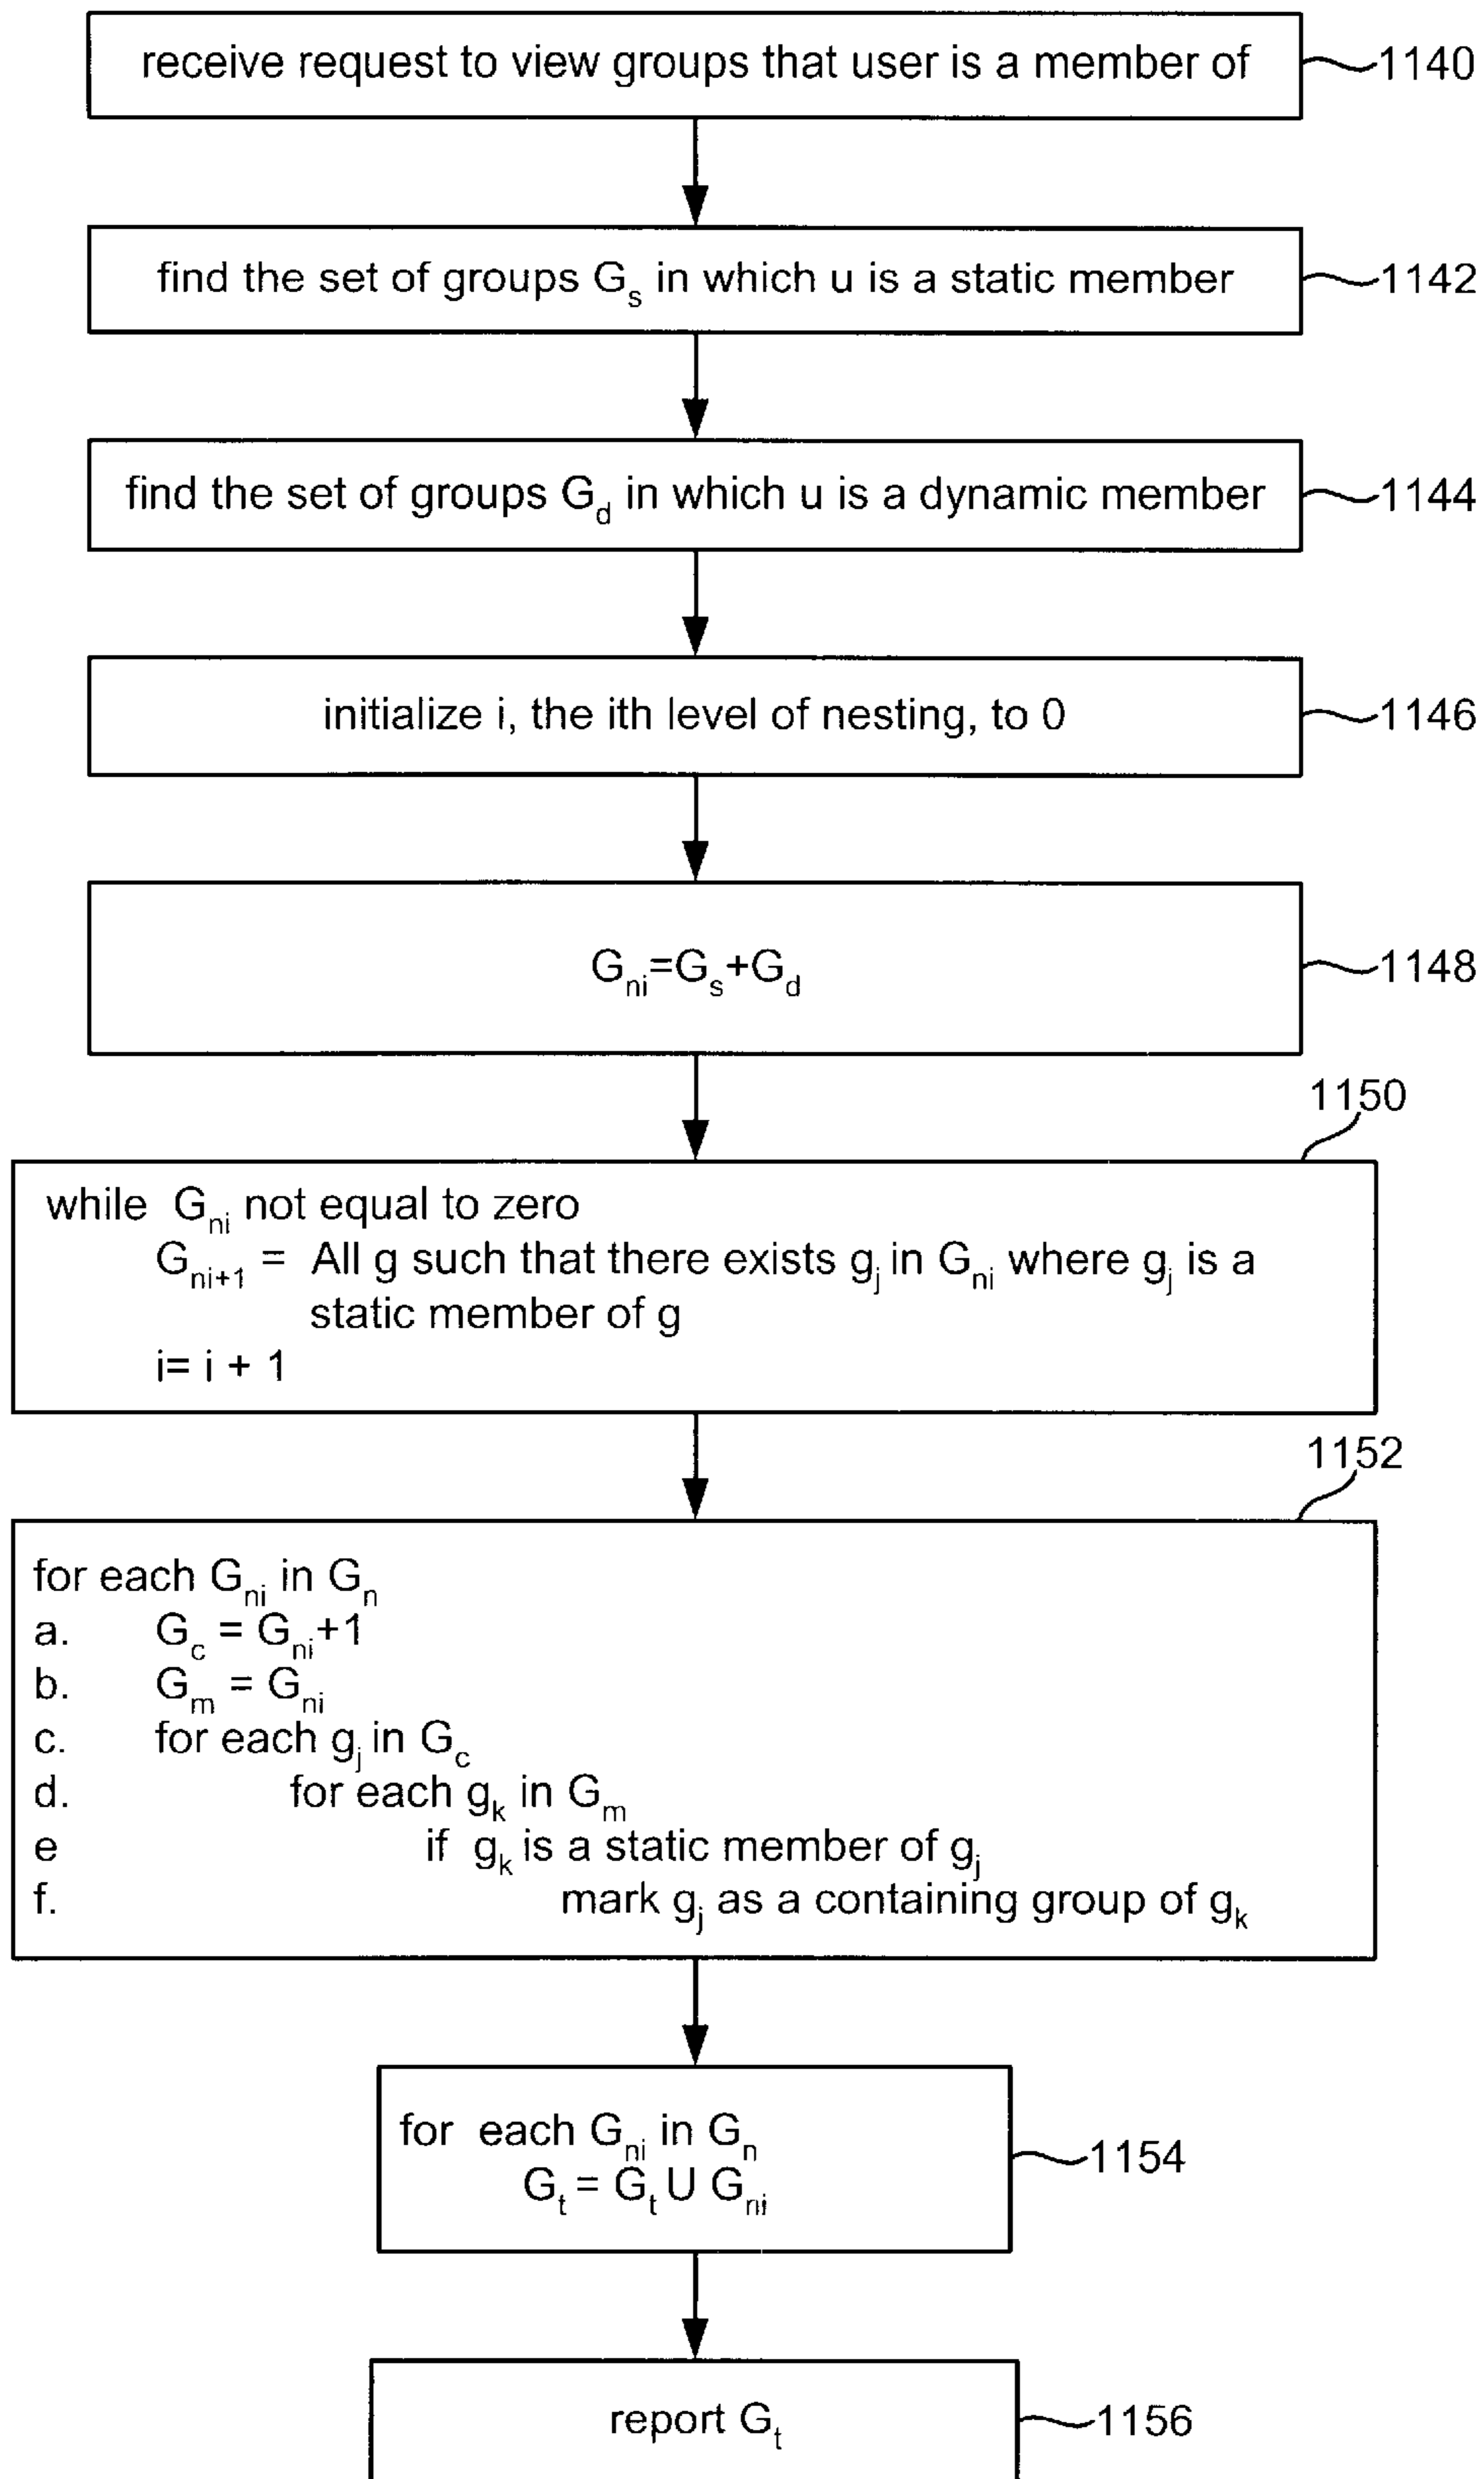 receive request to view groups that user is a member of
1140
find the set of groups Gs in which u is a static member
1142
find the set of groups Gd in which u is a dynamic member
1144
initialize i, the ith level of nesting, to 0
1146
Gni=Gs+Gd
1148
1150
while Gni not equal to zero
Gni+1 = All g such that there exists gj in Gni where gj is a
static member of g
i= i + 1
1152
for each Gni in Gn
a. Gc = Gni+1
b. Gm = Gni
c. for each gj in Gc
d. for each gk in Gm
e if gk is a static member of gj
f. mark gj as a containing group of gk
for each Gni in Gn
Gt = Gt U Gni
1154
report Gt
1156